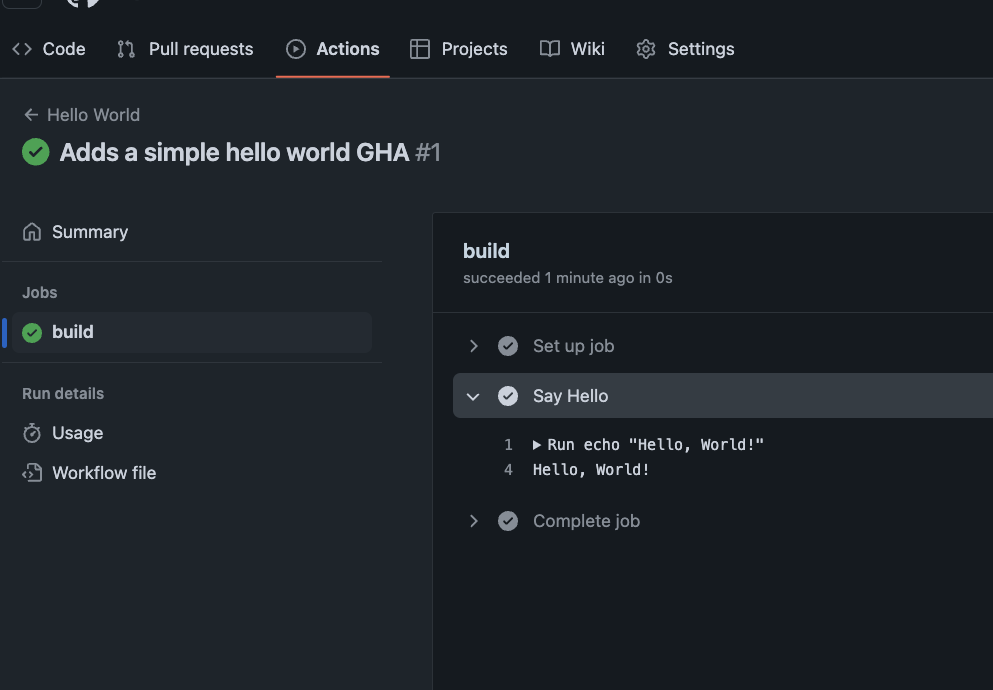 Code Pull requests Actions Projects Wiki Settings
Hello World
Adds a simple hello world GHA #1
Summary
Jobs
build
Run details
Usage
Workflow file
build
succeeded 1 minute ago in 0s
Set up job
Say Hello
1 Run echo "Hello, World!"
4 Hello, World!
Complete job